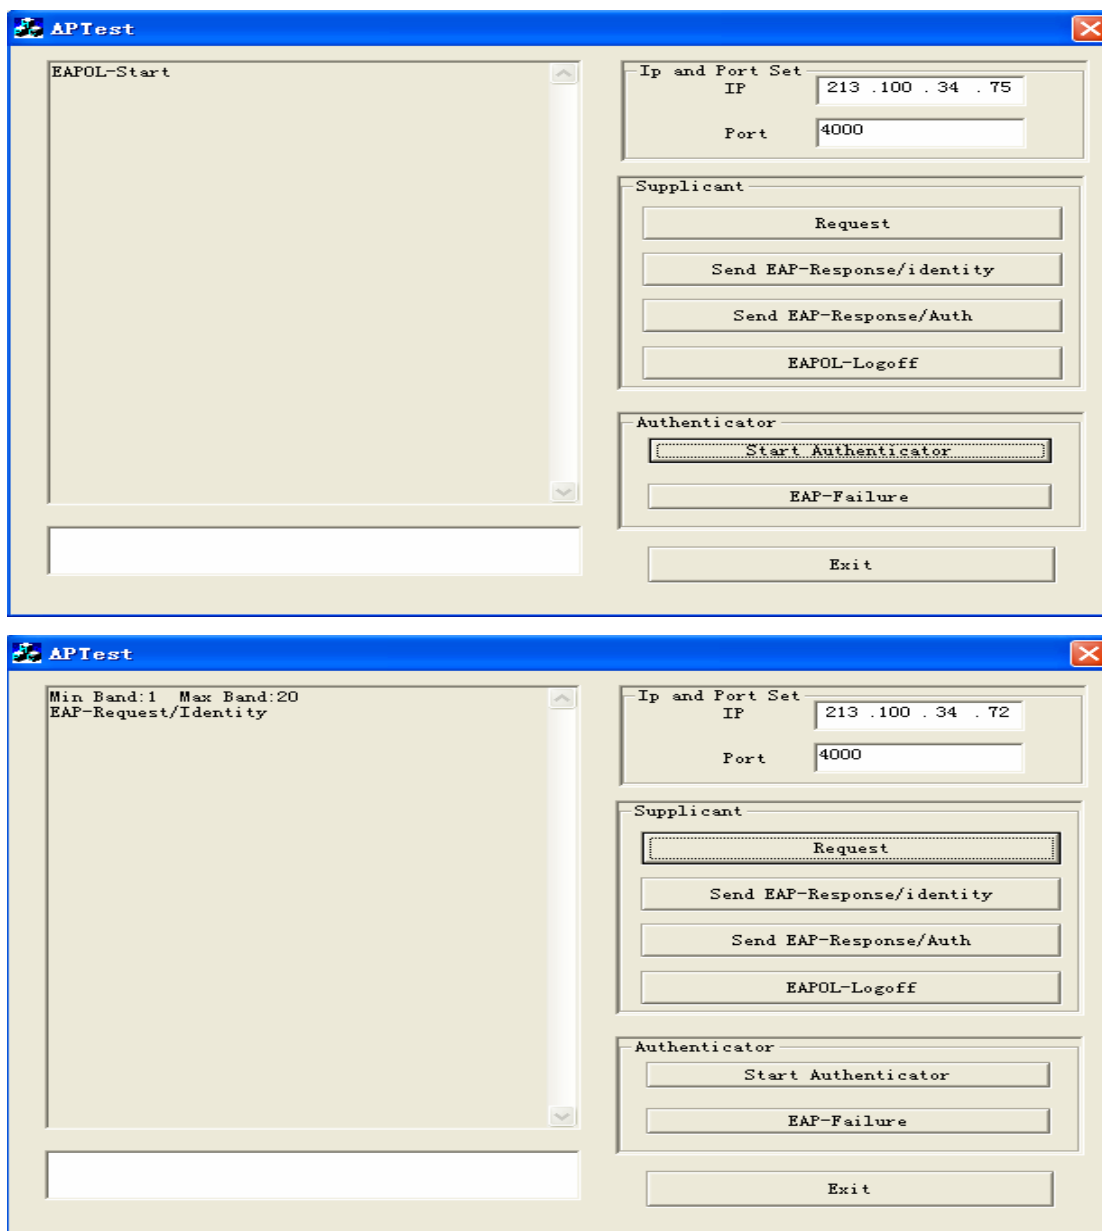 APTest
EAPOL-Start
Ip and Port Set
IP 213 .100 . 34 . 75
Port 4000
Supplicant
Request
Send EAP-Response/identity
Send EAP-Response/Auth
EAPOL-Logoff
Authenticator
Start Authenticator
EAP-Failure
Exit
APTest
Min Band:1 Max Band:20
EAP-Request/Identity
Ip and Port Set
IP 213 .100 . 34 . 72
Port 4000
Supplicant
Request
Send EAP-Response/identity
Send EAP-Response/Auth
EAPOL-Logoff
Authenticator
Start Authenticator
EAP-Failure
Exit